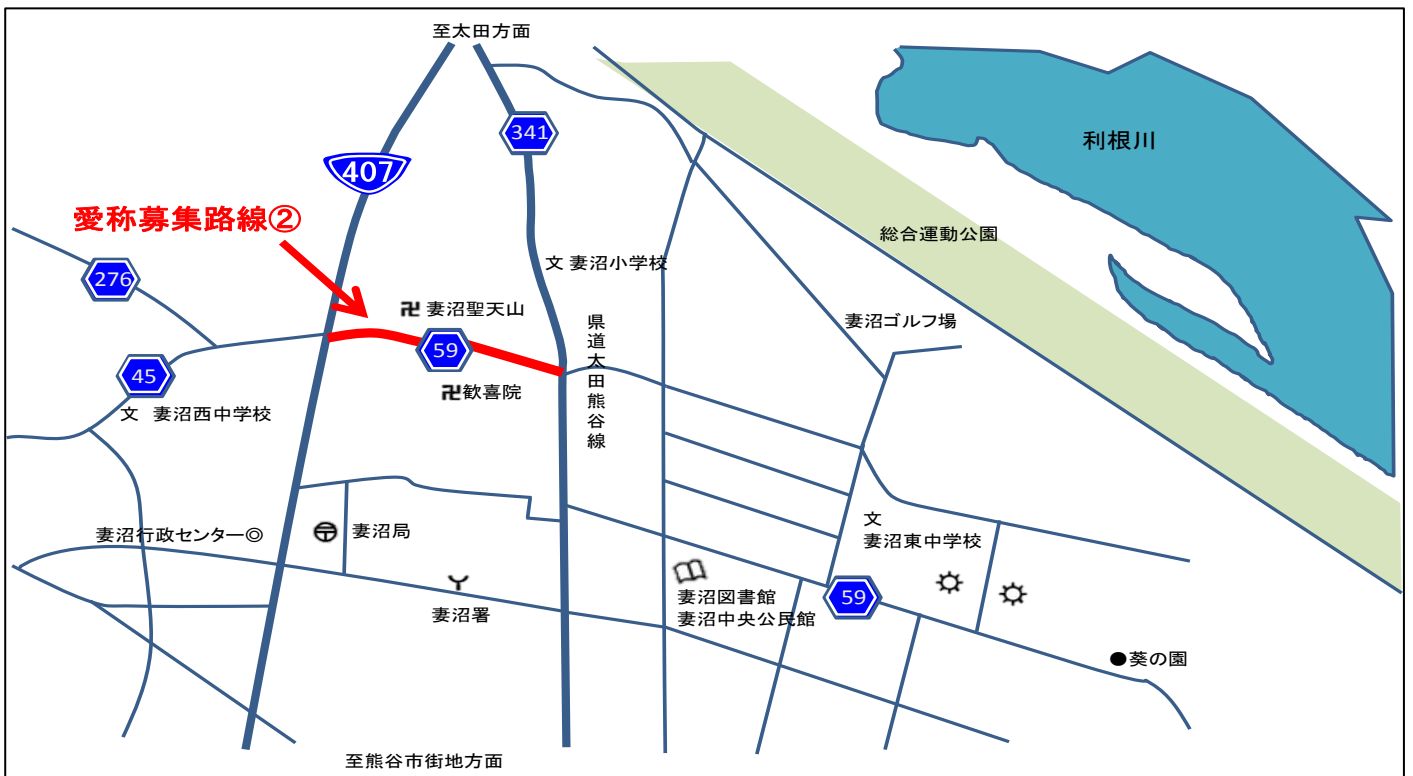 至太田方面
341
利根川
407
愛称募集路線②
総合運動公園
文 妻沼小学校
276
卍 妻沼聖天山
妻沼ゴルフ場
県道太田熊谷線
59
45
卍歓喜院
文 妻沼西中学校
文
妻沼東中学校
妻沼行政センター◎
〒 妻沼局
妻沼図書館
妻沼中央公民館
59
妻沼署
●葵の園
至熊谷市街地方面